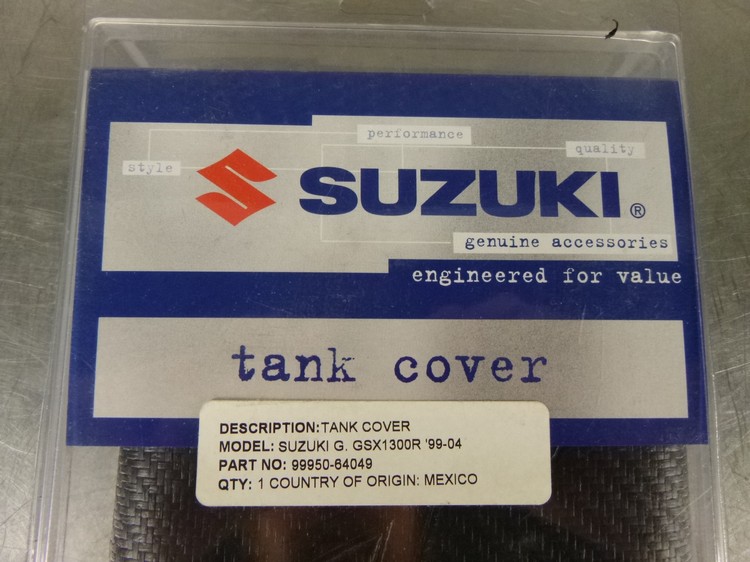 performance
quality
style
SUZUKI®
genuine accessories
engineered for value
tank cover
DESCRIPTION:TANK COVER
MODEL: SUZUKI G. GSX1300R '99-04
PART NO: 99950-64049
QTY: 1 COUNTRY OF ORIGIN: MEXICO